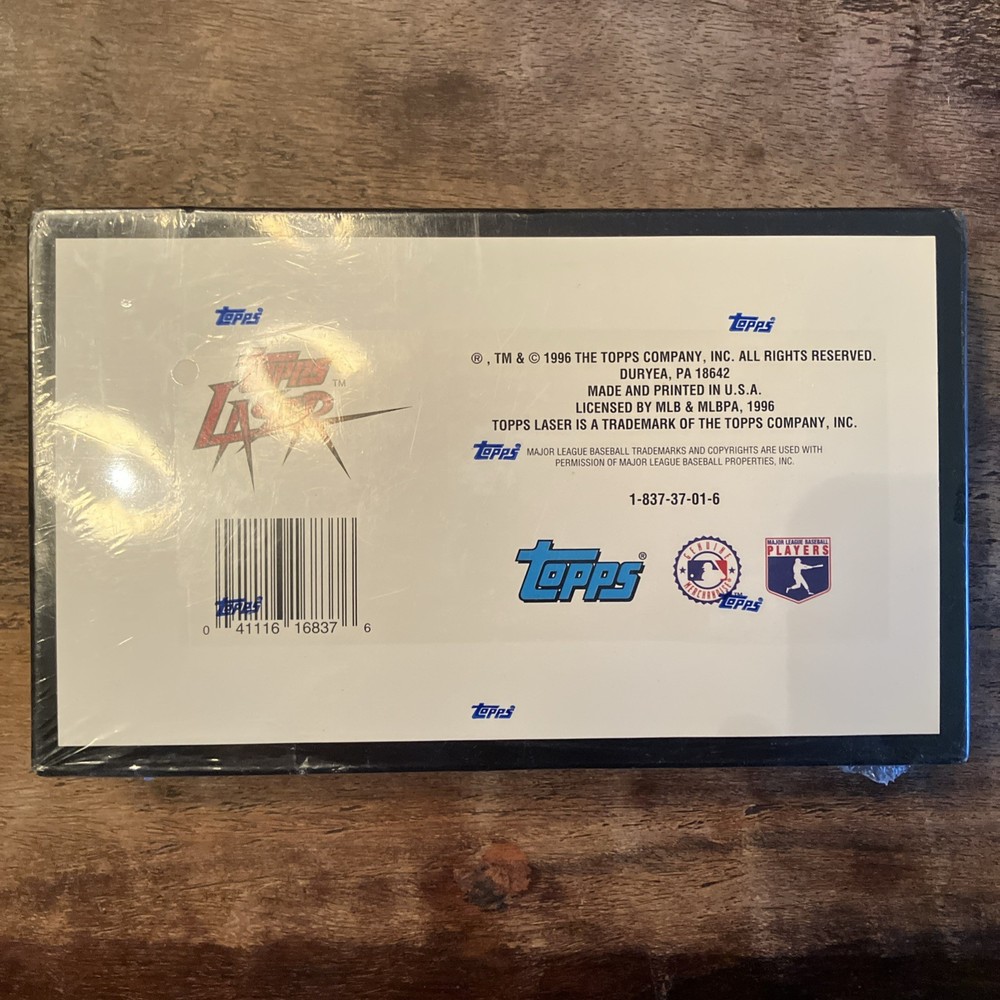 Topps
Topps
Topps
LASER™
®, TM & © 1996 THE TOPPS COMPANY, INC. ALL RIGHTS RESERVED.
DURYEA, PA 18642
MADE AND PRINTED IN U.S.A.
LICENSED BY MLB & MLBPA, 1996
TOPPS LASER IS A TRADEMARK OF THE TOPPS COMPANY, INC.
Topps
MAJOR LEAGUE BASEBALL TRADEMARKS AND COPYRIGHTS ARE USED WITH
PERMISSION OF MAJOR LEAGUE BASEBALL PROPERTIES, INC.
1-837-37-01-6
Topps®
GENUINE
MERCHANDISE
MAJOR LEAGUE BASEBALL
PLAYERS
Topps
Topps
0 41116 16837 6
Topps